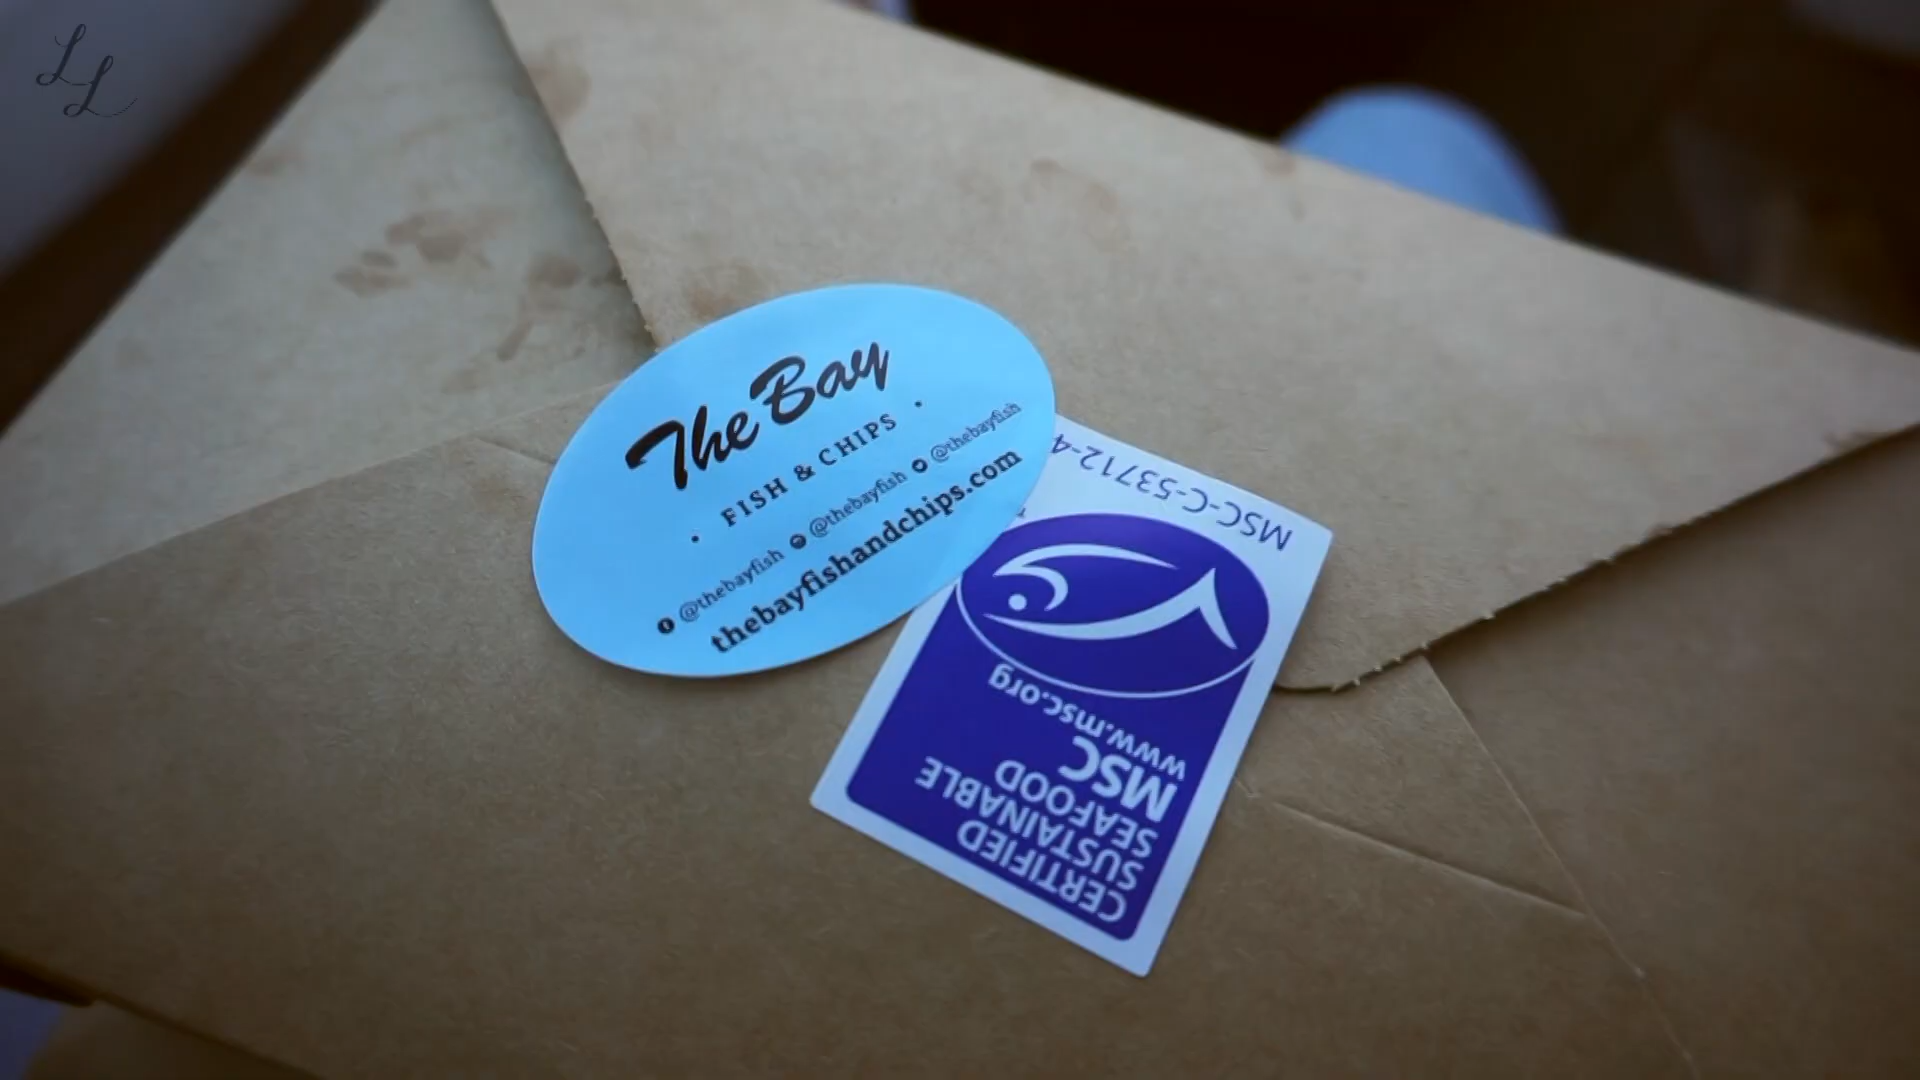 LL
The Bay
FISH & CHIPS
@thebayfish @thebayfish @thebayfish
thebayfishandchips.com
CERTIFIED
SUSTAINABLE
SEAFOOD
MSC
www.msc.org
MSC-C-53712-4